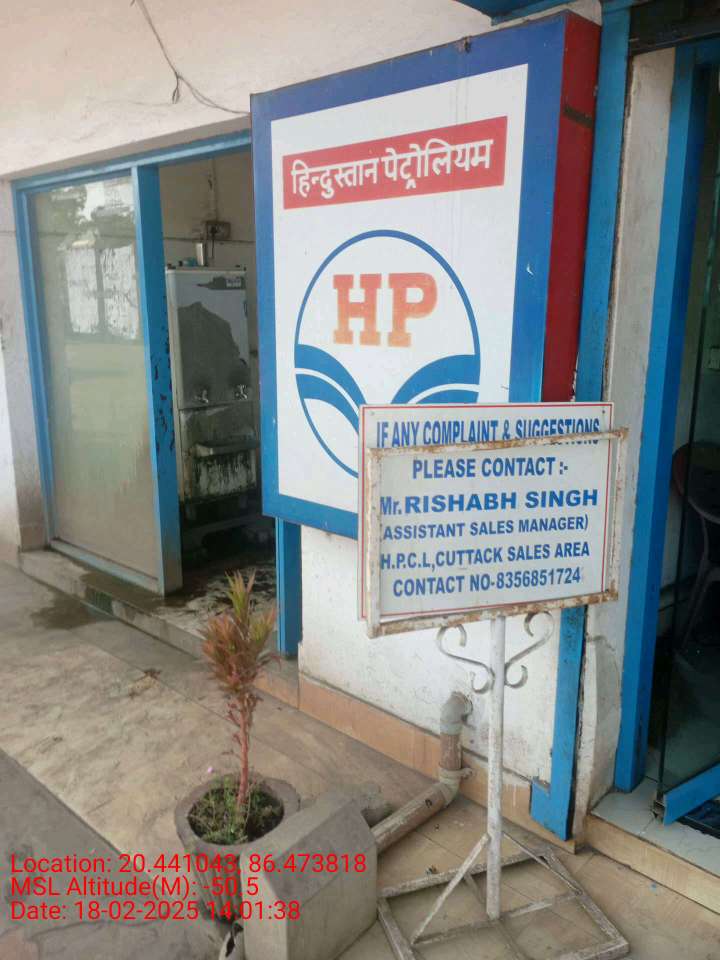 हिन्दुस्तान पेट्रोलियम
HP
IF ANY COMPLAINT & SUGGESTIONS
PLEASE CONTACT :-
Mr. RISHABH SINGH
(ASSISTANT SALES MANAGER)
H.P.C.L,CUTTACK SALES AREA
CONTACT NO-8356851724
Location: 20.441043, 86.473818
MSL Altitude(M): -50.5
Date: 18-02-2025 14:01:38